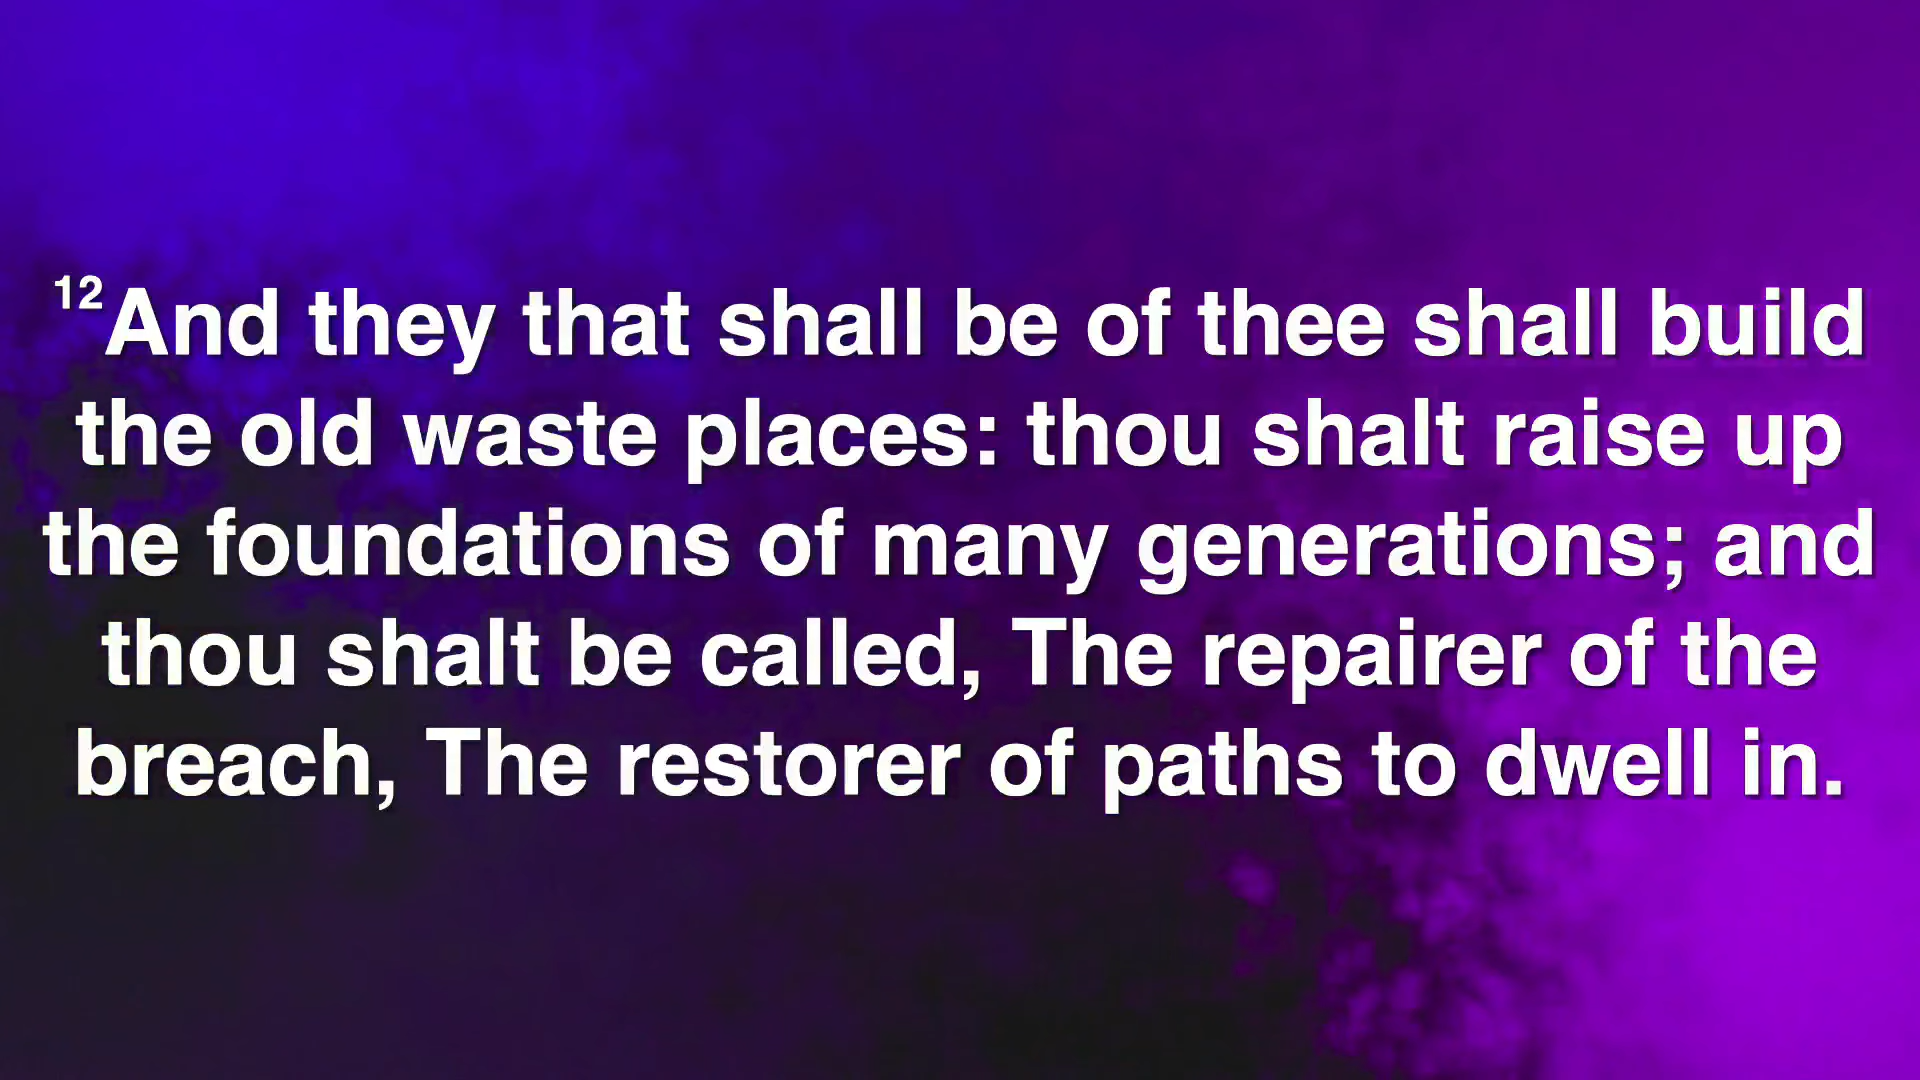 12And they that shall be of thee shall build
the old waste places: thou shalt raise up
the foundations of many generations; and
thou shalt be called, The repairer of the
breach, The restorer of paths to dwell in.